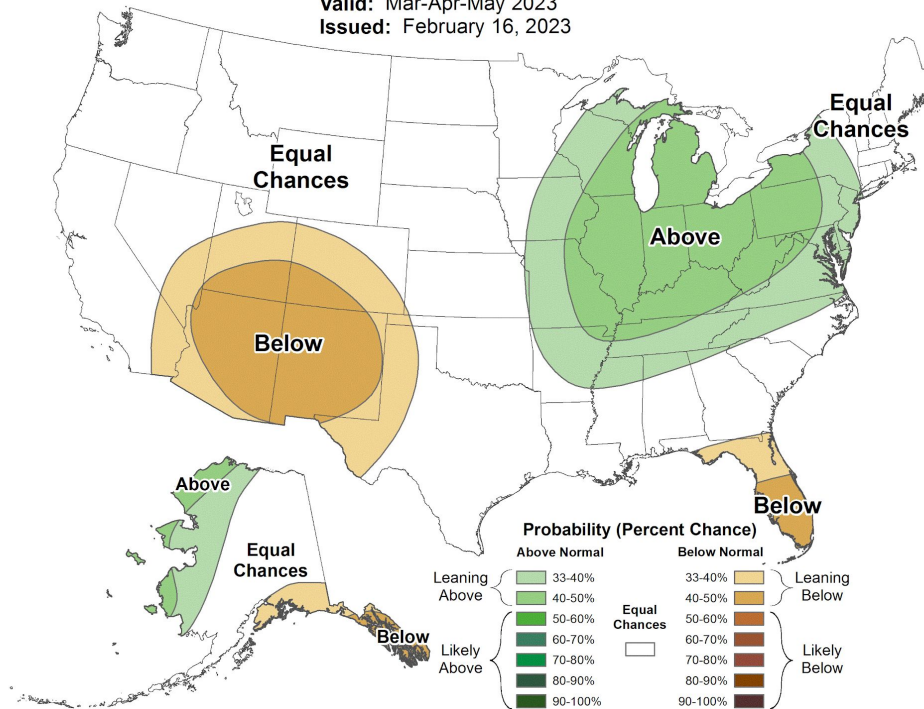 Valid: Mar-Apr-May 2023
Issued: February 16, 2023
Equal
Chances
Equal
Chances
Above
Below
Above
Equal
Chances
Below
Below
Probability (Percent Chance)
Above Normal
Below Normal
Leaning
Above
33-40%
40-50%
Likely
Above
50-60%
60-70%
70-80%
80-90%
90-100%
Equal
Chances
33-40%
40-50%
Leaning
Below
50-60%
60-70%
70-80%
80-90%
90-100%
Likely
Below